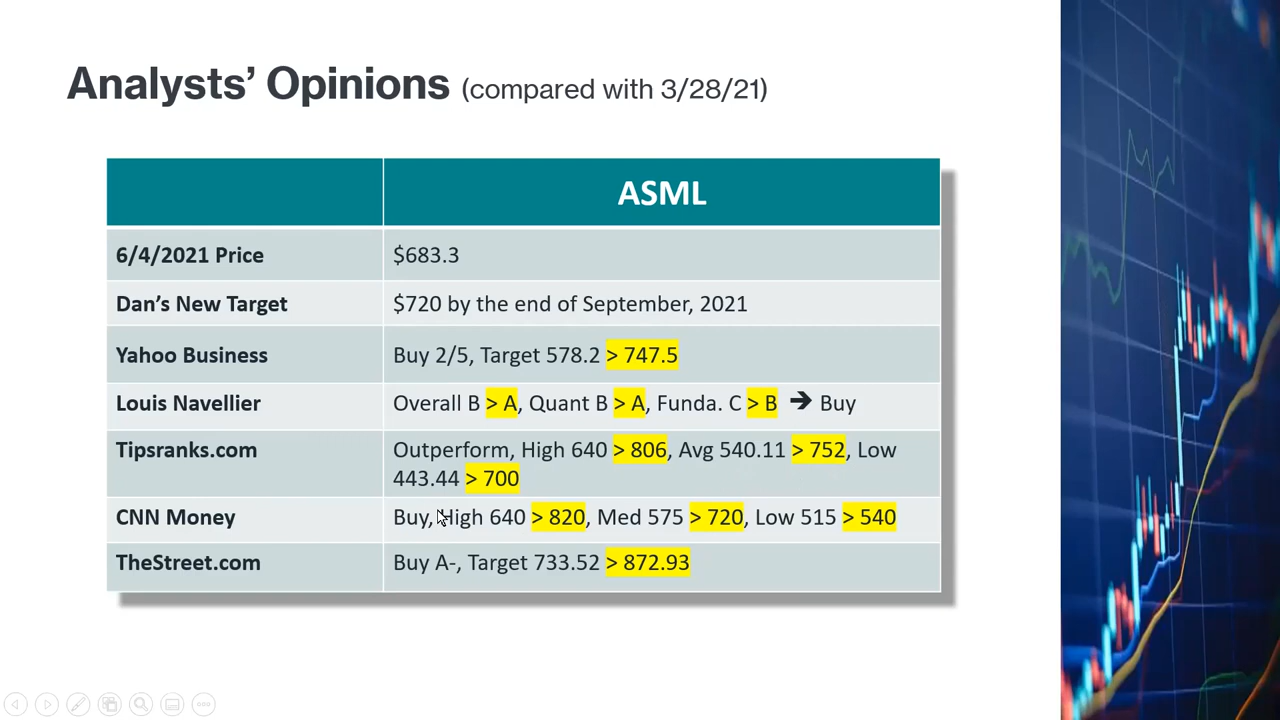 Analysts’ Opinions (compared with 3/28/21)
ASML
6/4/2021 Price $683.3
Dan’s New Target $720 by the end of September, 2021
Yahoo Business Buy 2/5, Target 578.2 > 747.5
Louis Navellier Overall B > A, Quant B > A, Funda. C > B ➔ Buy
Tipsranks.com Outperform, High 640 > 806, Avg 540.11 > 752, Low
443.44 > 700
CNN Money Buy, High 640 > 820, Med 575 > 720, Low 515 > 540
TheStreet.com Buy A-, Target 733.52 > 872.93